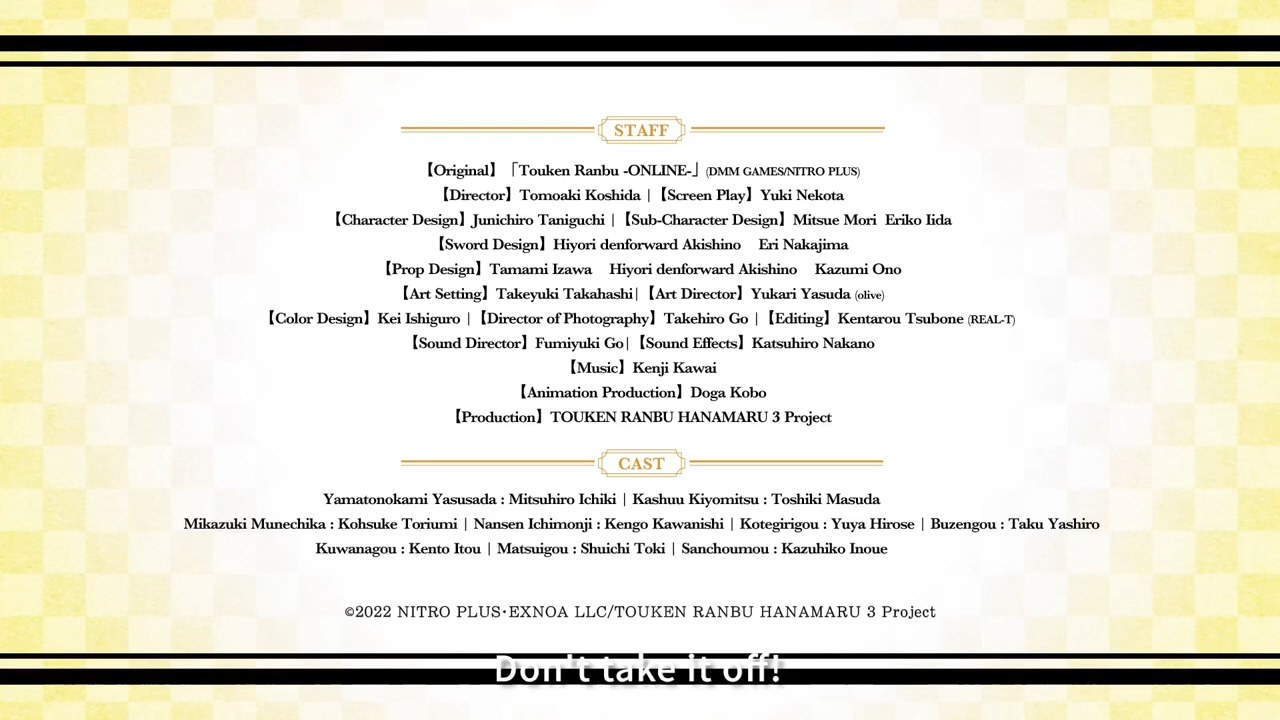 STAFF
【Original】「Touken Ranbu -ONLINE-」(DMM GAMES/NITRO PLUS)
【Director】Tomoaki Koshida |【Screen Play】Yuki Nekota
【Character Design】Junichiro Taniguchi |【Sub-Character Design】Mitsue Mori Eriko Iida
【Sword Design】Hiyori denforward Akishino Eri Nakajima
【Prop Design】Tamami Izawa Hiyori denforward Akishino Kazumi Ono
【Art Setting】Takeyuki Takahashi|【Art Director】Yukari Yasuda (olive)
【Color Design】Kei Ishiguro |【Director of Photography】Takehiro Go |【Editing】Kentarou Tsubone (REAL-T)
【Sound Director】Fumiyuki Go|【Sound Effects】Katsuhiro Nakano
【Music】Kenji Kawai
【Animation Production】Doga Kobo
【Production】TOUKEN RANBU HANAMARU 3 Project
CAST
Yamatonokami Yasusada : Mitsuhiro Ichiki | Kashuu Kiyomitsu : Toshiki Masuda
Mikazuki Munechika : Kohsuke Toriumi | Nansen Ichimonji : Kengo Kawanishi | Kotegirigou : Yuya Hirose | Buzengou : Taku Yashiro
Kuwanagou : Kento Itou | Matsuigou : Shuichi Toki | Sanchoumou : Kazuhiko Inoue
©2022 NITRO PLUS･EXNOA LLC/TOUKEN RANBU HANAMARU 3 Project
Don't take it off!